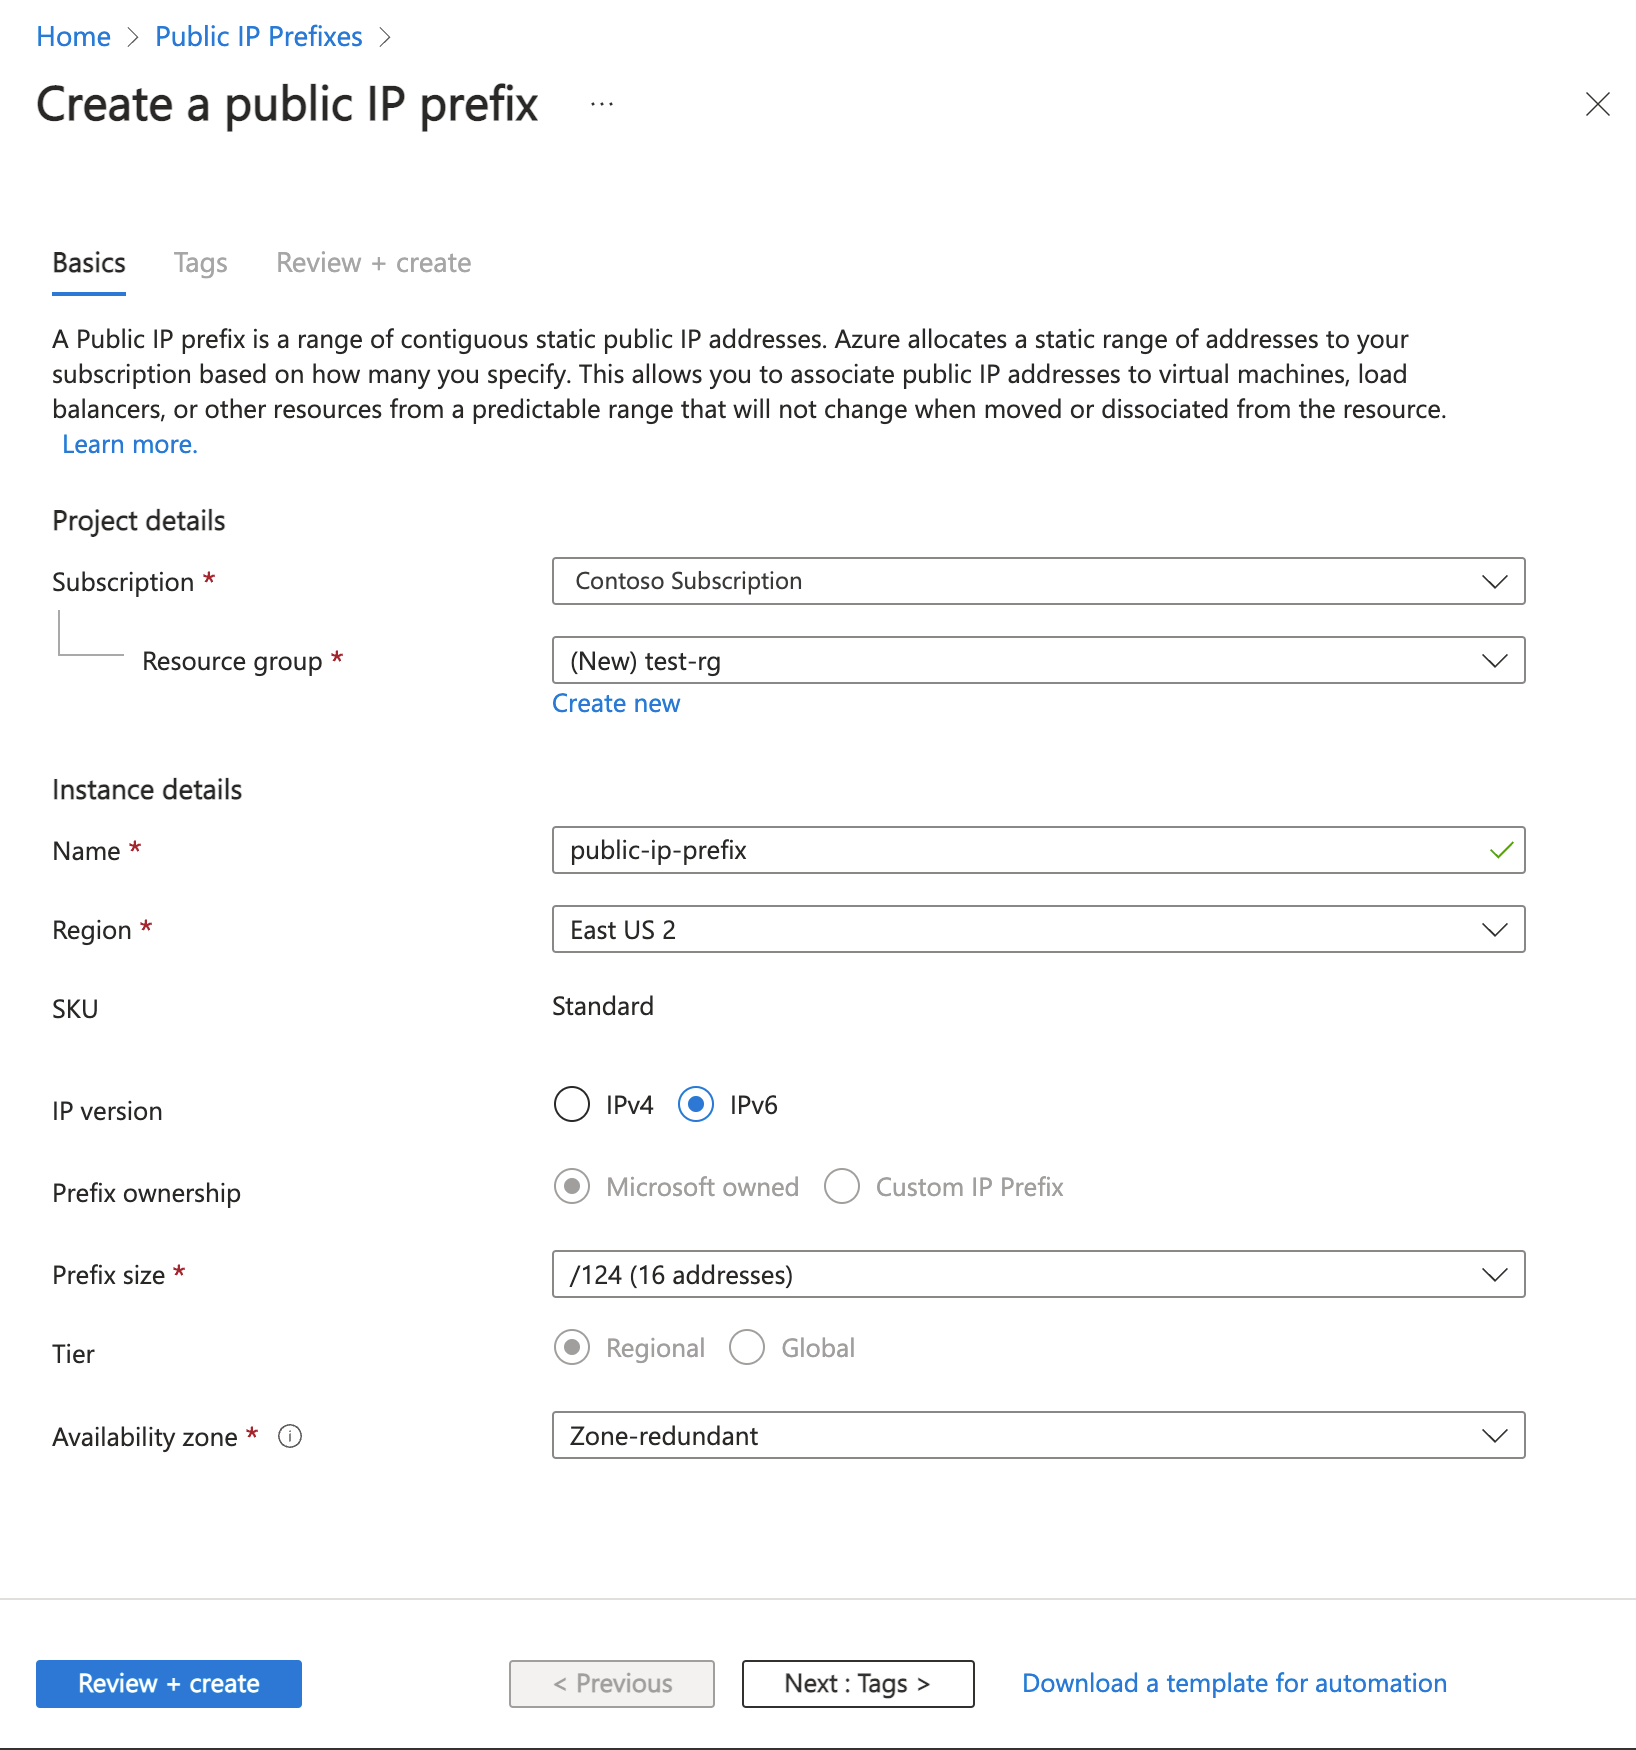 Home > Public IP Prefixes >
Create a public IP prefix ...
Basics Tags Review + create
A Public IP prefix is a range of contiguous static public IP addresses. Azure allocates a static range of addresses to your
subscription based on how many you specify. This allows you to associate public IP addresses to virtual machines, load
balancers, or other resources from a predictable range that will not change when moved or dissociated from the resource.
Learn more.
Project details
Subscription * Contoso Subscription
Resource group * (New) test-rg
Create new
Instance details
Name * public-ip-prefix
Region * East US 2
SKU Standard
IP version IPv4 IPv6
Prefix ownership Microsoft owned Custom IP Prefix
Prefix size * /124 (16 addresses)
Tier Regional Global
Availability zone * Zone-redundant
Review + create < Previous Next : Tags > Download a template for automation